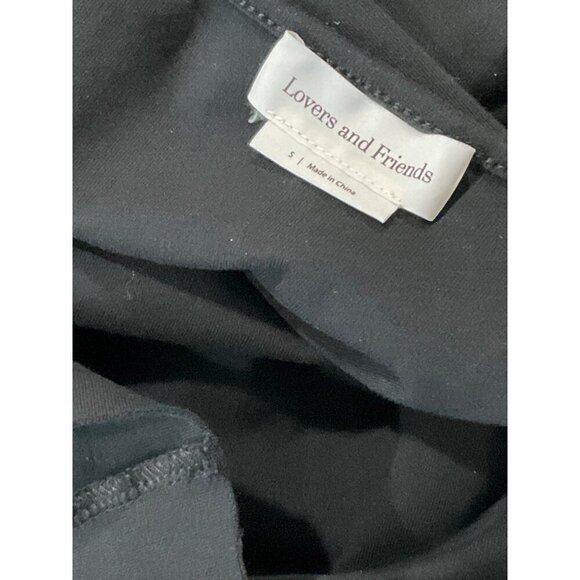 Lovers and Friends
S | Made in China